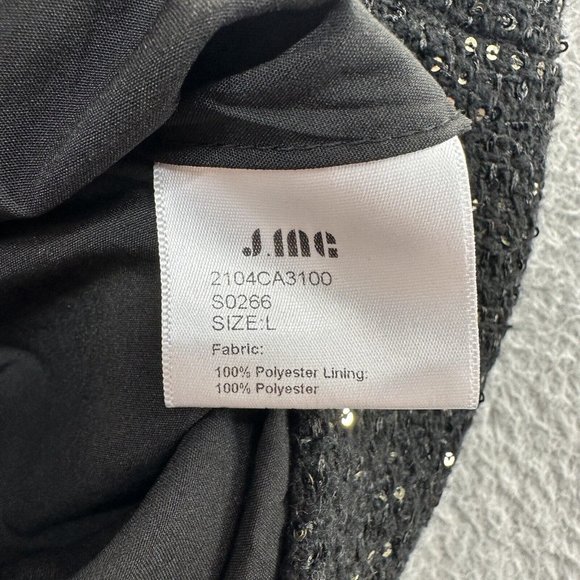 J.ING
2104CA3100
S0266
SIZE:L
Fabric:
100% Polyester Lining:
100% Polyester